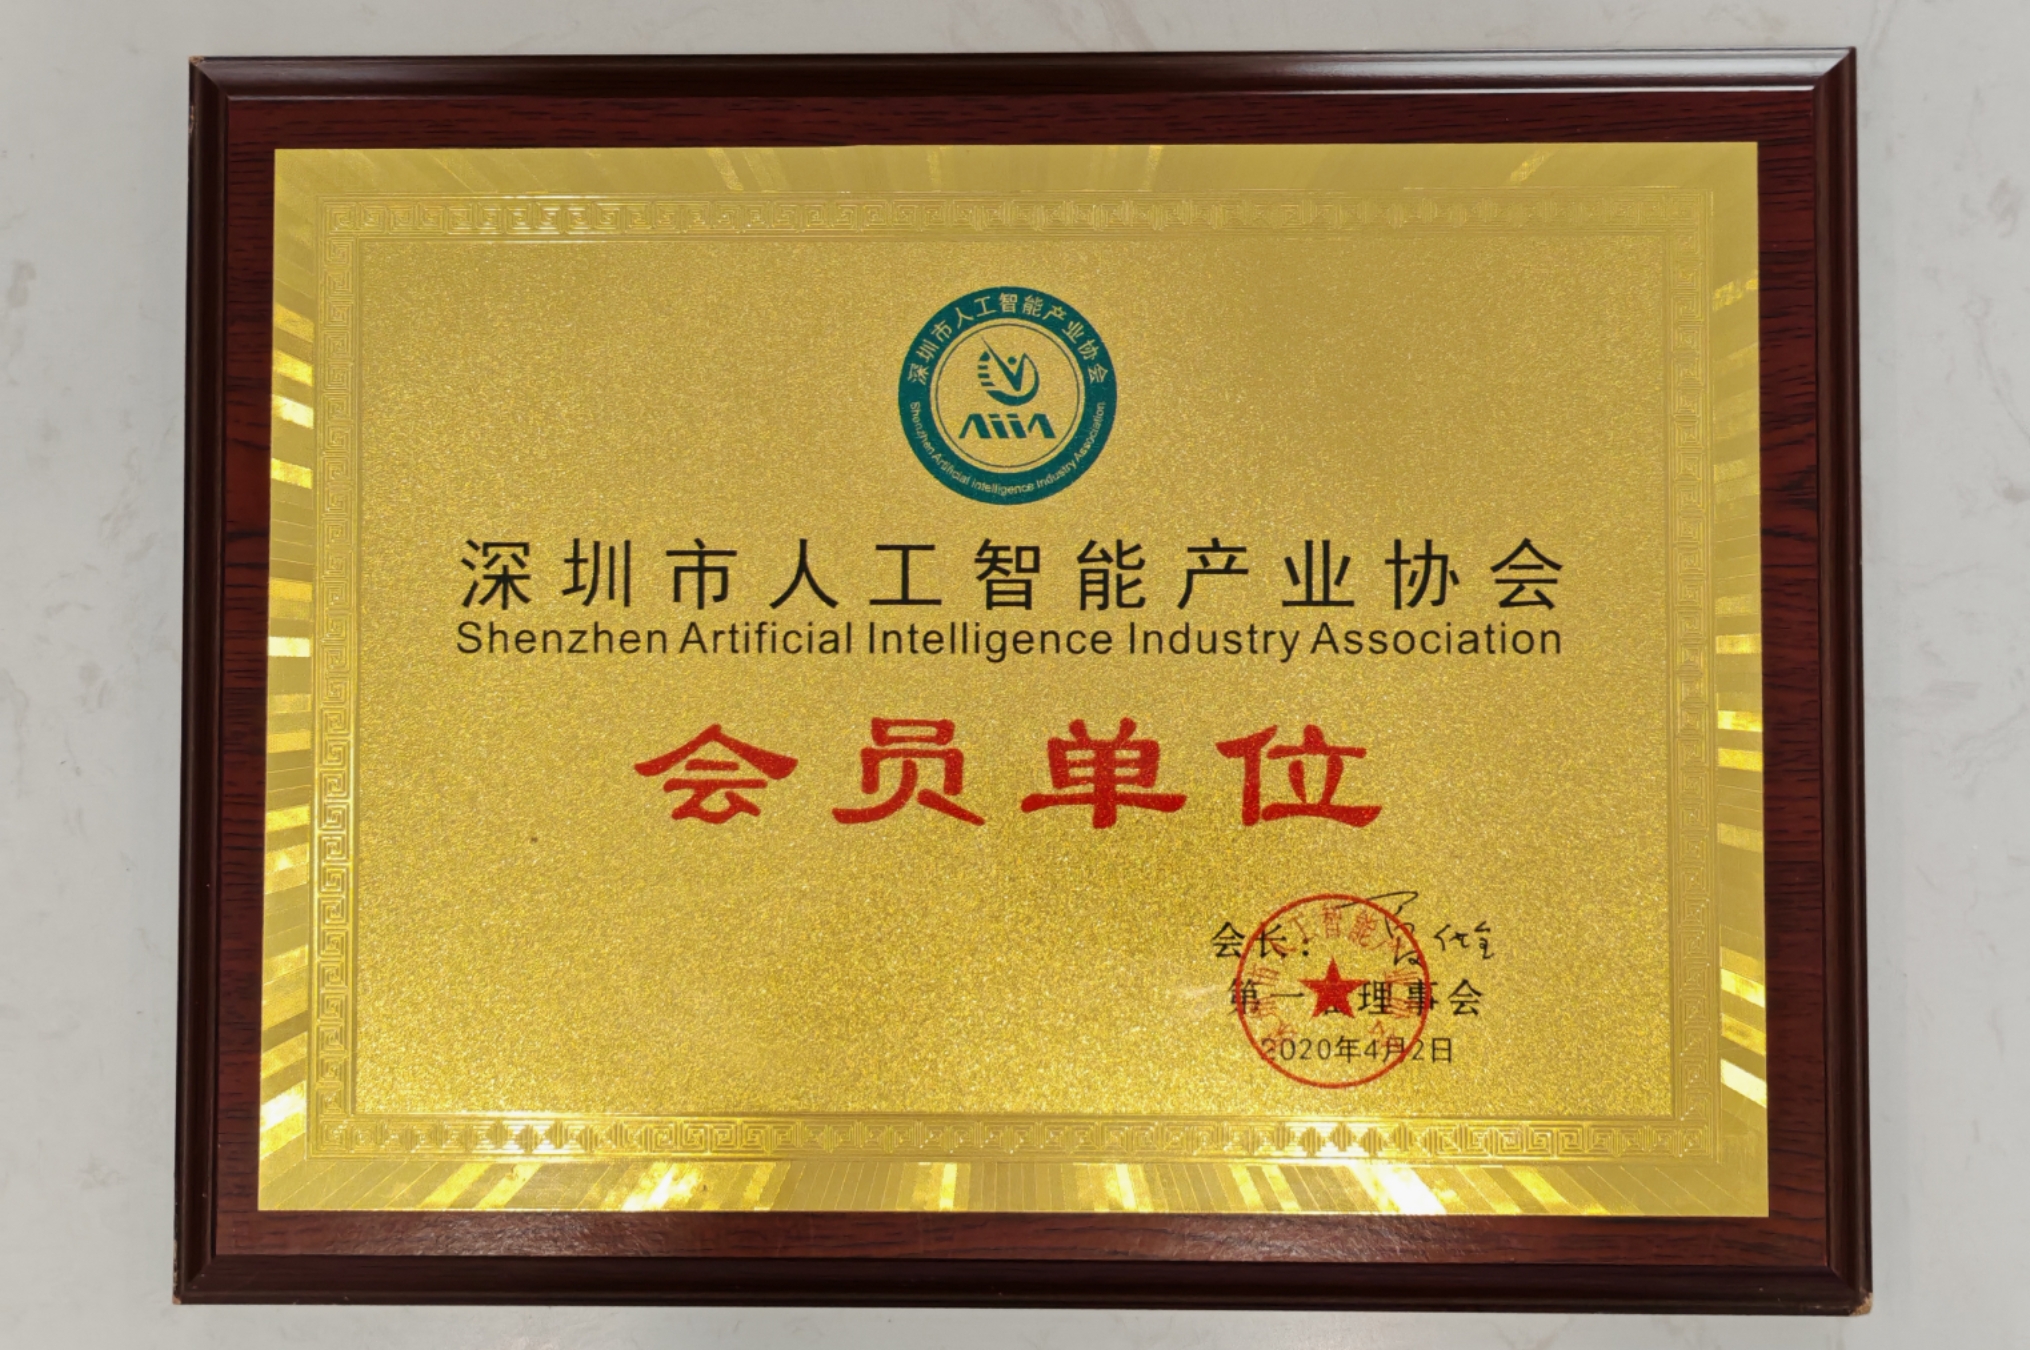 深圳市人工智能产业协会
AiiA
Shenzhen Artificial Intelligence Industry Association
深圳市人工智能产业协会
Shenzhen Artificial Intelligence Industry Association
会员单位
会长:
第一届理事会
2020年4月2日